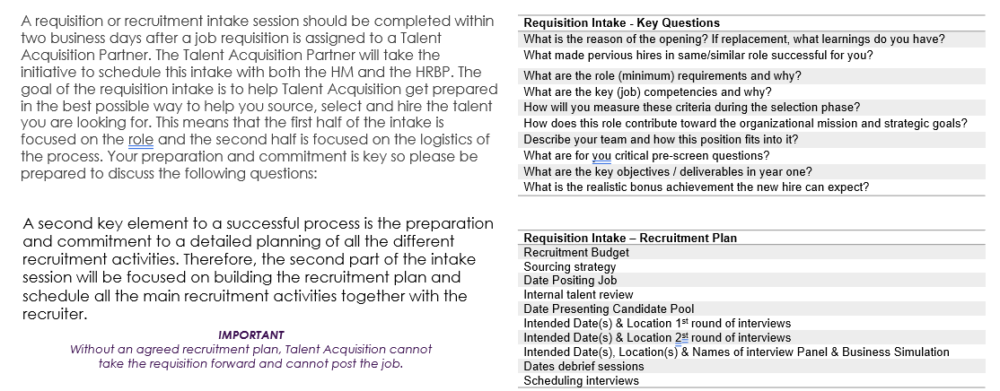 A requisition or recruitment intake session should be completed within
two business days after a job requisition is assigned to a Talent
Acquisition Partner. The Talent Acquisition Partner will take the
initiative to schedule this intake with both the HM and the HRBP. The
goal of the requisition intake is to help Talent Acquisition get prepared
in the best possible way to help you source, select and hire the talent
you are looking for. This means that the first half of the intake is
focused on the role and the second half is focused on the logistics of
the process. Your preparation and commitment is key so please be
prepared to discuss the following questions:
Requisition Intake - Key Questions
What is the reason of the opening? If replacement, what learnings do you have?
What made pervious hires in same/similar role successful for you?
What are the role (minimum) requirements and why?
What are the key (job) competencies and why?
How will you measure these criteria during the selection phase?
How does this role contribute toward the organizational mission and strategic goals?
Describe your team and how this position fits into it?
What are for you critical pre-screen questions?
What are the key objectives / deliverables in year one?
What is the realistic bonus achievement the new hire can expect?
A second key element to a successful process is the preparation
and commitment to a detailed planning of all the different
recruitment activities. Therefore, the second part of the intake
session will be focused on building the recruitment plan and
schedule all the main recruitment activities together with the
recruiter.
IMPORTANT
Without an agreed recruitment plan, Talent Acquisition cannot
take the requisition forward and cannot post the job.
Requisition Intake – Recruitment Plan
Recruitment Budget
Sourcing strategy
Date Positing Job
Internal talent review
Date Presenting Candidate Pool
Intended Date(s) & Location 1st round of interviews
Intended Date(s) & Location 2st round of interviews
Intended Date(s), Location(s) & Names of interview Panel & Business Simulation
Dates debrief sessions
Scheduling interviews